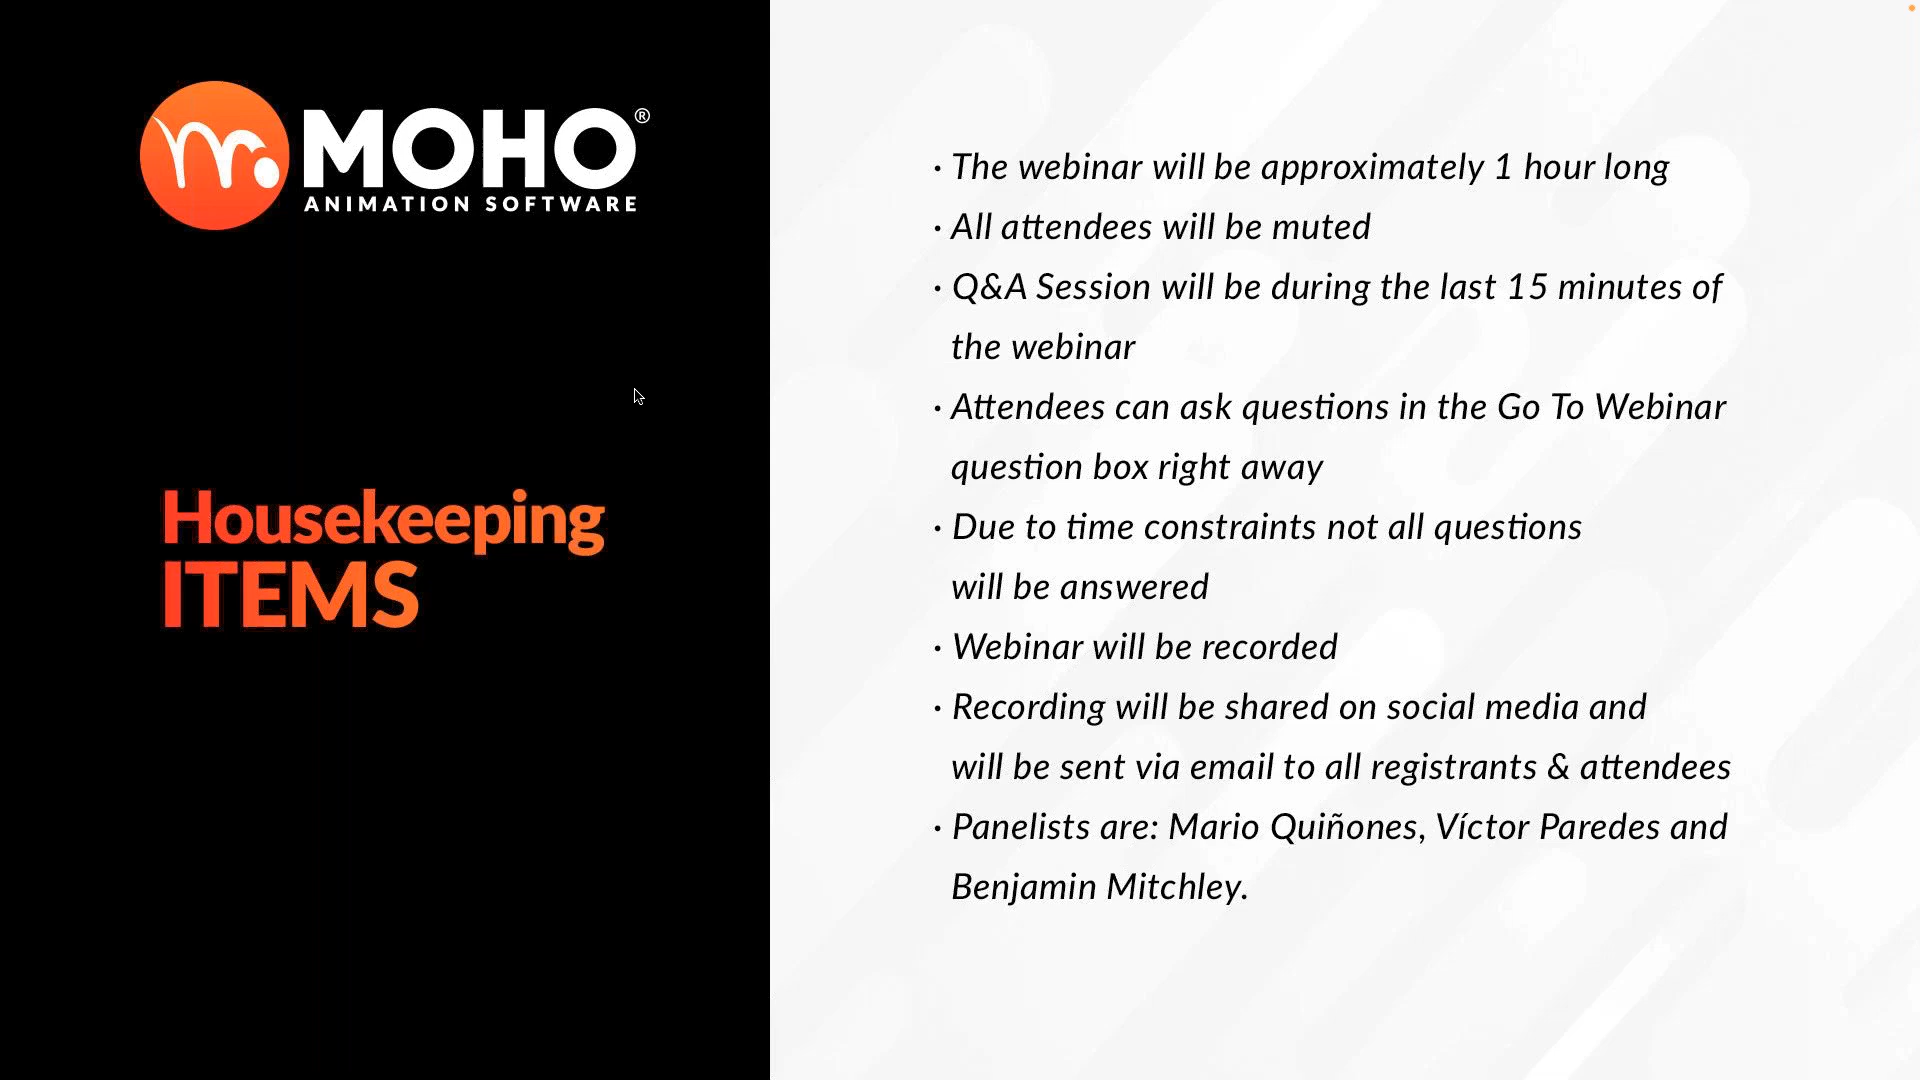 MOHO®
ANIMATION SOFTWARE
Housekeeping
ITEMS
· The webinar will be approximately 1 hour long
· All attendees will be muted
· Q&A Session will be during the last 15 minutes of
the webinar
· Attendees can ask questions in the Go To Webinar
question box right away
· Due to time constraints not all questions
will be answered
· Webinar will be recorded
· Recording will be shared on social media and
will be sent via email to all registrants & attendees
· Panelists are: Mario Quiñones, Víctor Paredes and
Benjamin Mitchley.